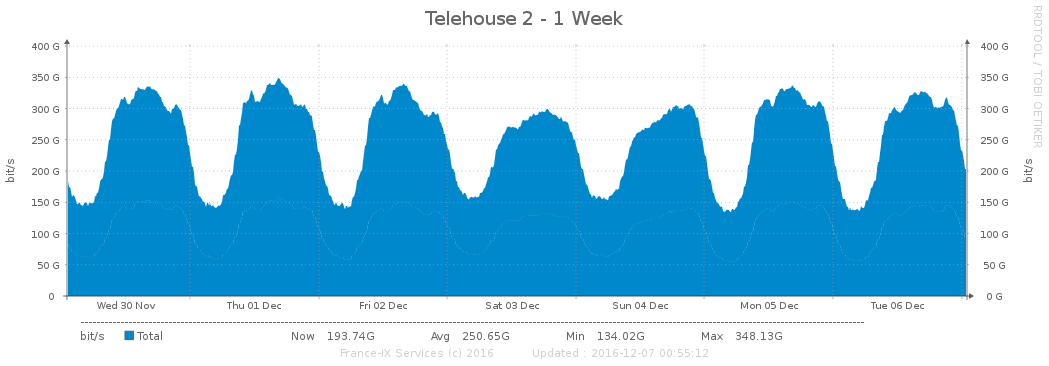 Telehouse 2 - 1 Week
RRDTOOL / TOBI OETIKER
400 G 400 G
350 G 350 G
300 G 300 G
250 G 250 G
200 G 200 G
150 G 150 G
100 G 100 G
50 G 50 G
0 0 G
bit/s bit/s
Wed 30 Nov Thu 01 Dec Fri 02 Dec Sat 03 Dec Sun 04 Dec Mon 05 Dec Tue 06 Dec
bit/s Total Now 193.74G Avg 250.65G Min 134.02G Max 348.13G
France-IX Services (c) 2016 Updated : 2016-12-07 00:55:12